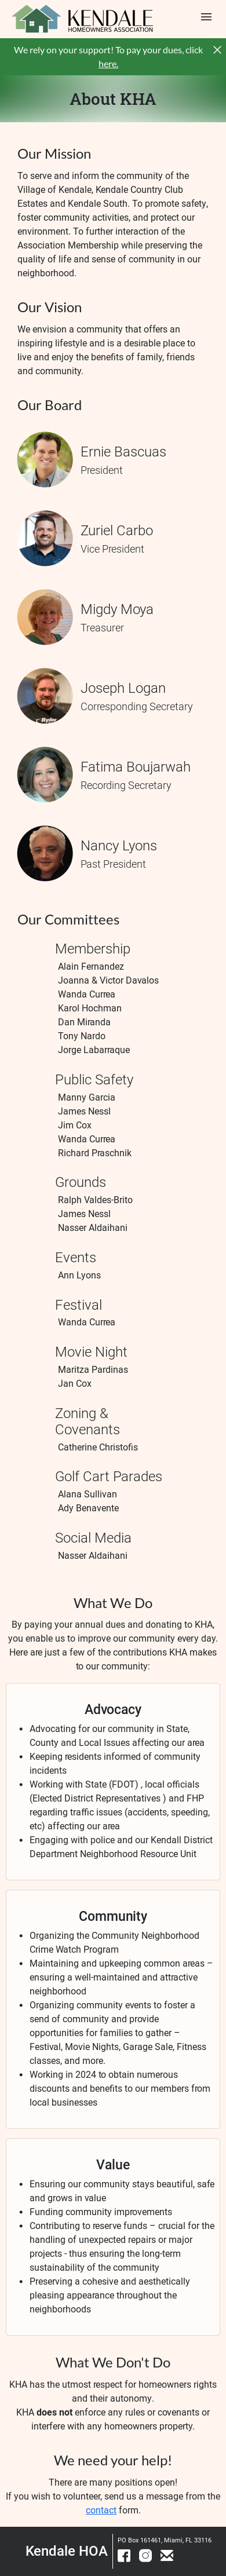 KENDALE
HOMEOWNERS ASSOCIATION
We rely on your support! To pay your dues, click
here.
About KHA
Our Mission
To serve and inform the community of the
Village of Kendale, Kendale Country Club
Estates and Kendale South. To promote safety,
foster community activities, and protect our
environment. To further interaction of the
Association Membership while preserving the
quality of life and sense of community in our
neighborhood.
Our Vision
We envision a community that offers an
inspiring lifestyle and is a desirable place to
live and enjoy the benefits of family, friends
and community.
Our Board
Ernie Bascuas
President
Zuriel Carbo
Vice President
Migdy Moya
Treasurer
Joseph Logan
Corresponding Secretary
Fatima Boujarwah
Recording Secretary
Nancy Lyons
Past President
Our Committees
Membership
Alain Fernandez
Joanna & Victor Davalos
Wanda Currea
Karol Hochman
Dan Miranda
Tony Nardo
Jorge Labarraque
Public Safety
Manny Garcia
James Nessl
Jim Cox
Wanda Currea
Richard Praschnik
Grounds
Ralph Valdes-Brito
James Nessl
Nasser Aldaihani
Events
Ann Lyons
Festival
Wanda Currea
Movie Night
Maritza Pardinas
Jan Cox
Zoning &
Covenants
Catherine Christofis
Golf Cart Parades
Alana Sullivan
Ady Benavente
Social Media
Nasser Aldaihani
What We Do
By paying your annual dues and donating to KHA,
you enable us to improve our community every day.
Here are just a few of the contributions KHA makes
to our community:
Advocacy
• Advocating for our community in State,
County and Local Issues affecting our area
• Keeping residents informed of community
incidents
• Working with State (FDOT) , local officials
(Elected District Representatives ) and FHP
regarding traffic issues (accidents, speeding,
etc) affecting our area
• Engaging with police and our Kendall District
Department Neighborhood Resource Unit
Community
• Organizing the Community Neighborhood
Crime Watch Program
• Maintaining and upkeeping common areas –
ensuring a well-maintained and attractive
neighborhood
• Organizing community events to foster a
send of community and provide
opportunities for families to gather –
Festival, Movie Nights, Garage Sale, Fitness
classes, and more.
• Working in 2024 to obtain numerous
discounts and benefits to our members from
local businesses
Value
• Ensuring our community stays beautiful, safe
and grows in value
• Funding community improvements
• Contributing to reserve funds – crucial for the
handling of unexpected repairs or major
projects - thus ensuring the long-term
sustainability of the community
• Preserving a cohesive and aesthetically
pleasing appearance throughout the
neighborhoods
What We Don't Do
KHA has the utmost respect for homeowners rights
and their autonomy.
KHA does not enforce any rules or covenants or
interfere with any homeowners property.
We need your help!
There are many positions open!
If you wish to volunteer, send us a message from the
contact form.
Kendale HOA
PO Box 161461, Miami, FL 33116